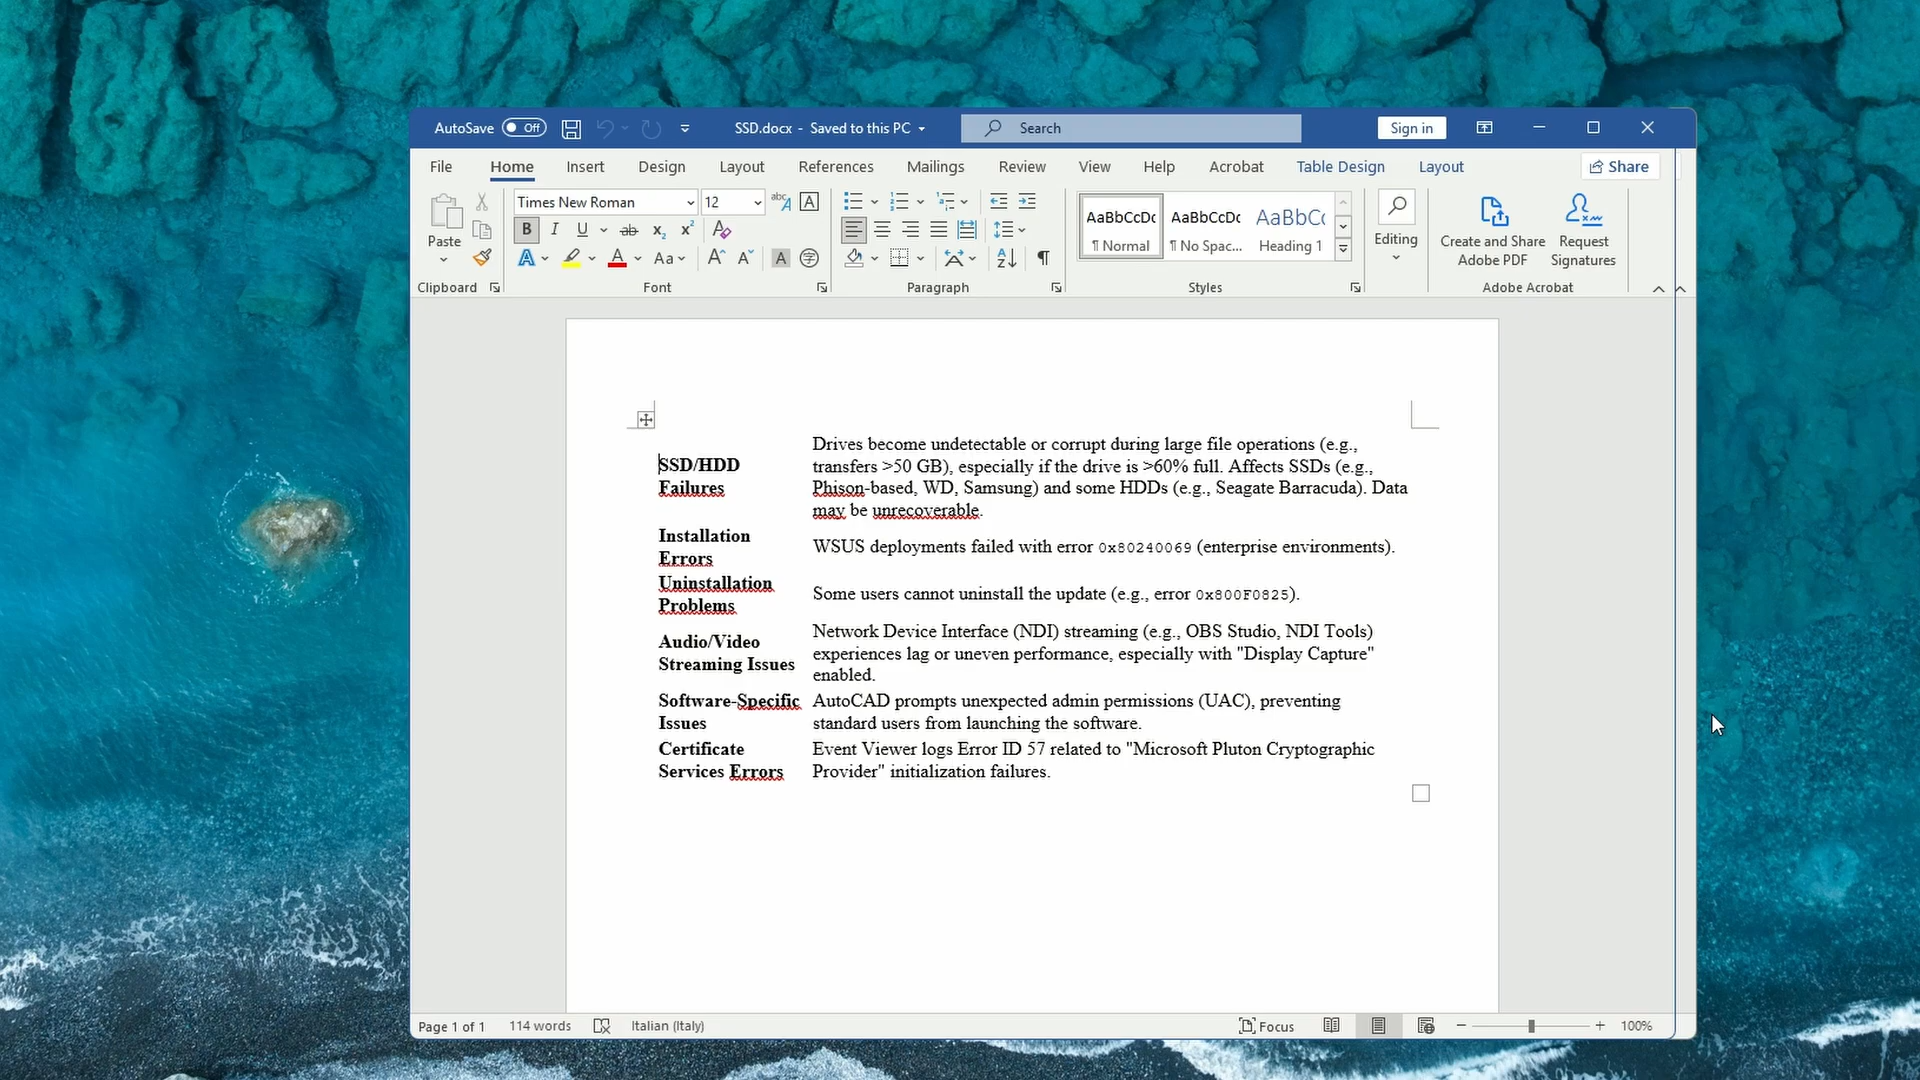 AutoSave Off SSD.docx - Saved to this PC Search Sign in
File Home Insert Design Layout References Mailings Review View Help Acrobat Table Design Layout Share
Times New Roman 12 abc A A
B I U ab x₂ x² A
Paste A A Aa A A A 字
AaBbCcDc AaBbCcDc AaBbCc
¶ Normal ¶ No Spac... Heading 1
Editing
Create and Share
Adobe PDF
Request
Signatures
Clipboard Font Paragraph Styles Adobe Acrobat
SSD/HDD
Failures
Drives become undetectable or corrupt during large file operations (e.g.,
transfers >50 GB), especially if the drive is >60% full. Affects SSDs (e.g.,
Phison-based, WD, Samsung) and some HDDs (e.g., Seagate Barracuda). Data
may be unrecoverable.
Installation
Errors
WSUS deployments failed with error 0x80240069 (enterprise environments).
Uninstallation
Problems
Some users cannot uninstall the update (e.g., error 0x800F0825).
Audio/Video
Streaming Issues
Network Device Interface (NDI) streaming (e.g., OBS Studio, NDI Tools)
experiences lag or uneven performance, especially with "Display Capture"
enabled.
Software-Specific
Issues
AutoCAD prompts unexpected admin permissions (UAC), preventing
standard users from launching the software.
Certificate
Services Errors
Event Viewer logs Error ID 57 related to "Microsoft Pluton Cryptographic
Provider" initialization failures.
Page 1 of 1 114 words Italian (Italy) Focus 100%